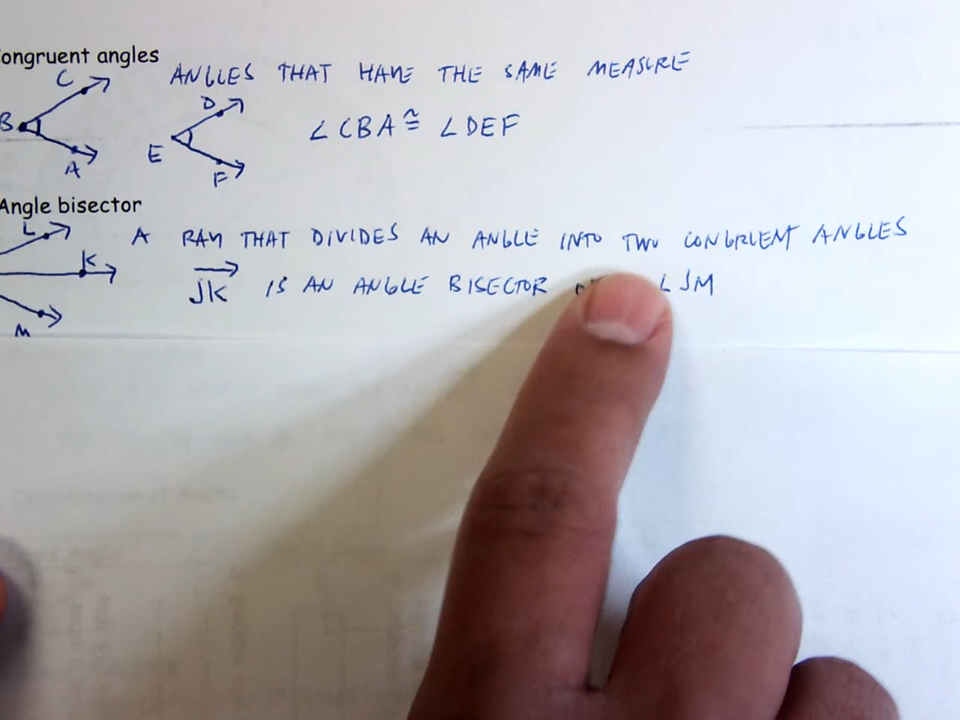 ongruent angles
ANGLES THAT HAVE THE SAME MEASURE
C
B
A
D
E
F
∠CBA ≅ ∠DEF
Angle bisector
L
K
M
A RAY THAT DIVIDES AN ANGLE INTO TWO CONGRUENT ANGLES
JK IS AN ANGLE BISECTOR LJM